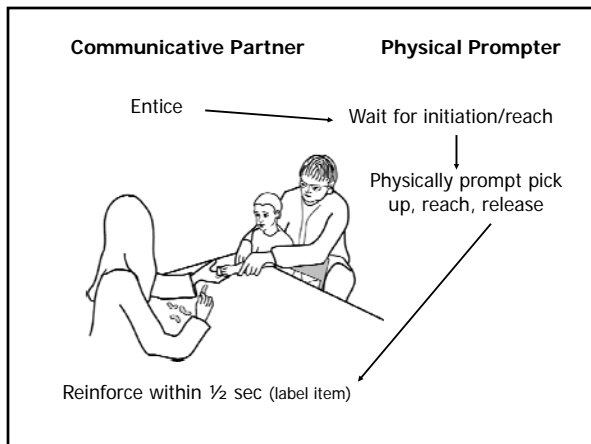 Communicative Partner
Physical Prompter
Entice
Wait for initiation/reach
Physically prompt pick
up, reach, release
Reinforce within ½ sec (label item)